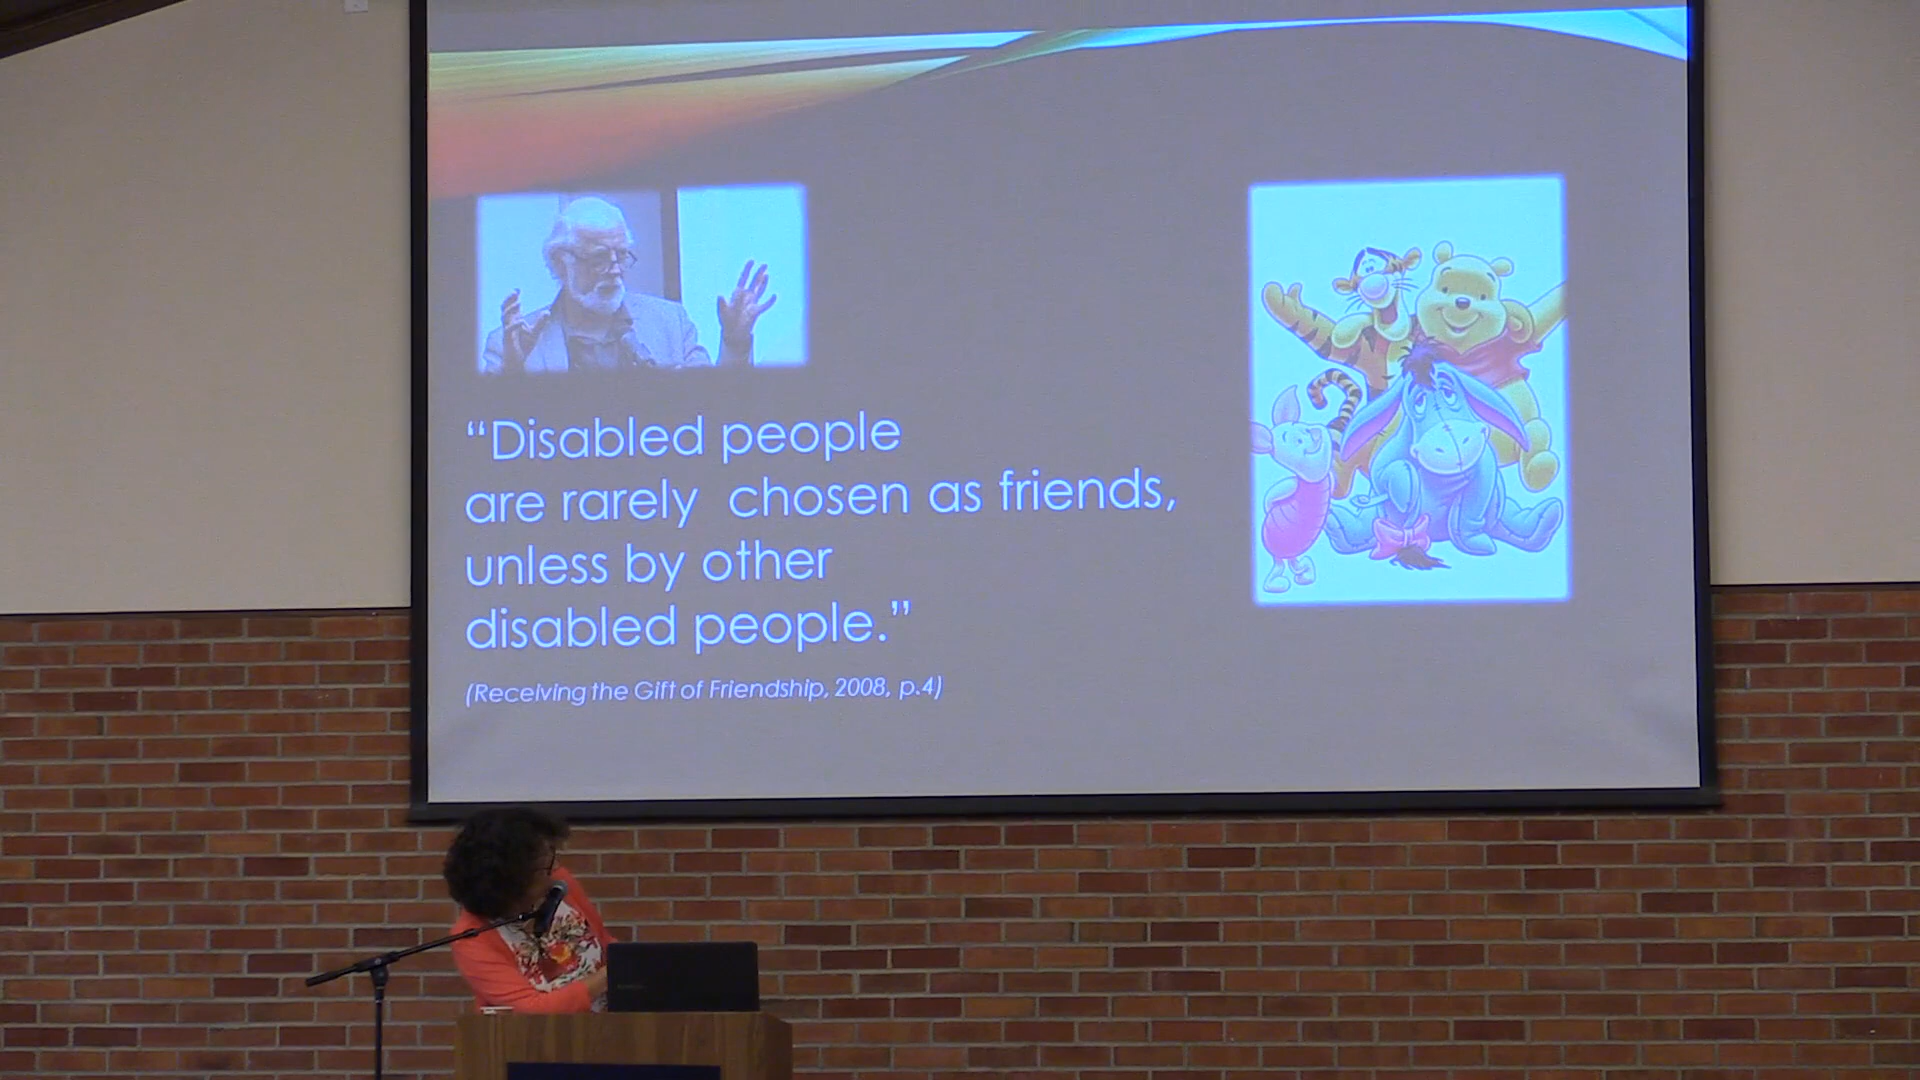 “Disabled people
are rarely chosen as friends,
unless by other
disabled people.”
(Receiving the Gift of Friendship, 2008, p.4)